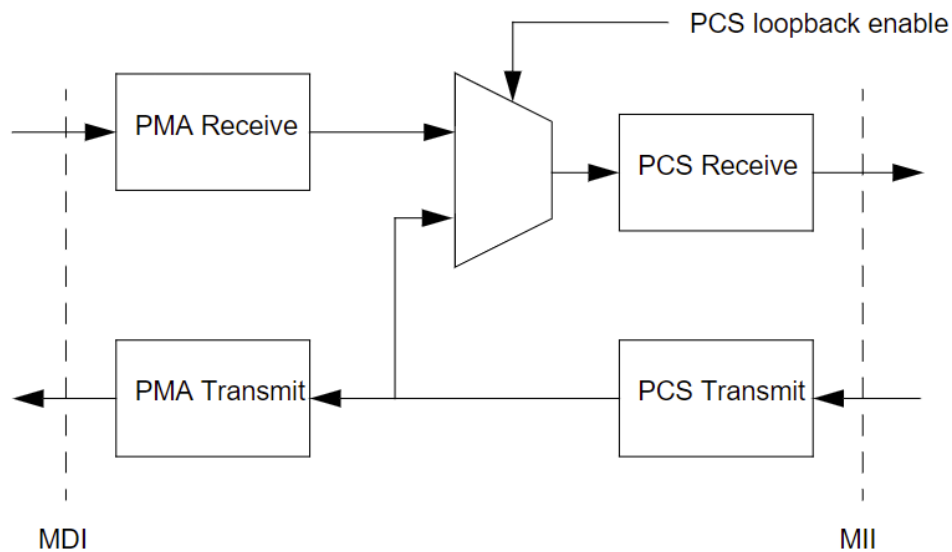 PCS loopback enable
PMA Receive
PCS Receive
PMA Transmit
PCS Transmit
MDI
MII